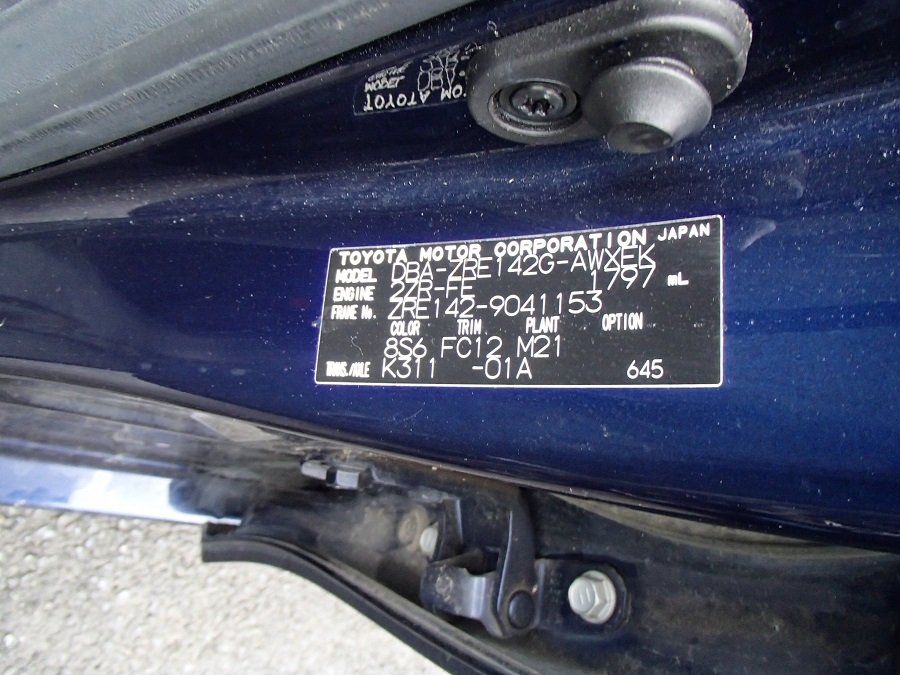 TOYOTA MOTOR CORPORATION JAPAN
MODEL DBA-ZRE142G-AWXEK
ENGINE 2ZR-FE 1797 mL
FRAME No. ZRE142-9041153
COLOR TRIM PLANT OPTION
8S6 FC12 M21
TRANS./AXLE K311 -01A 645